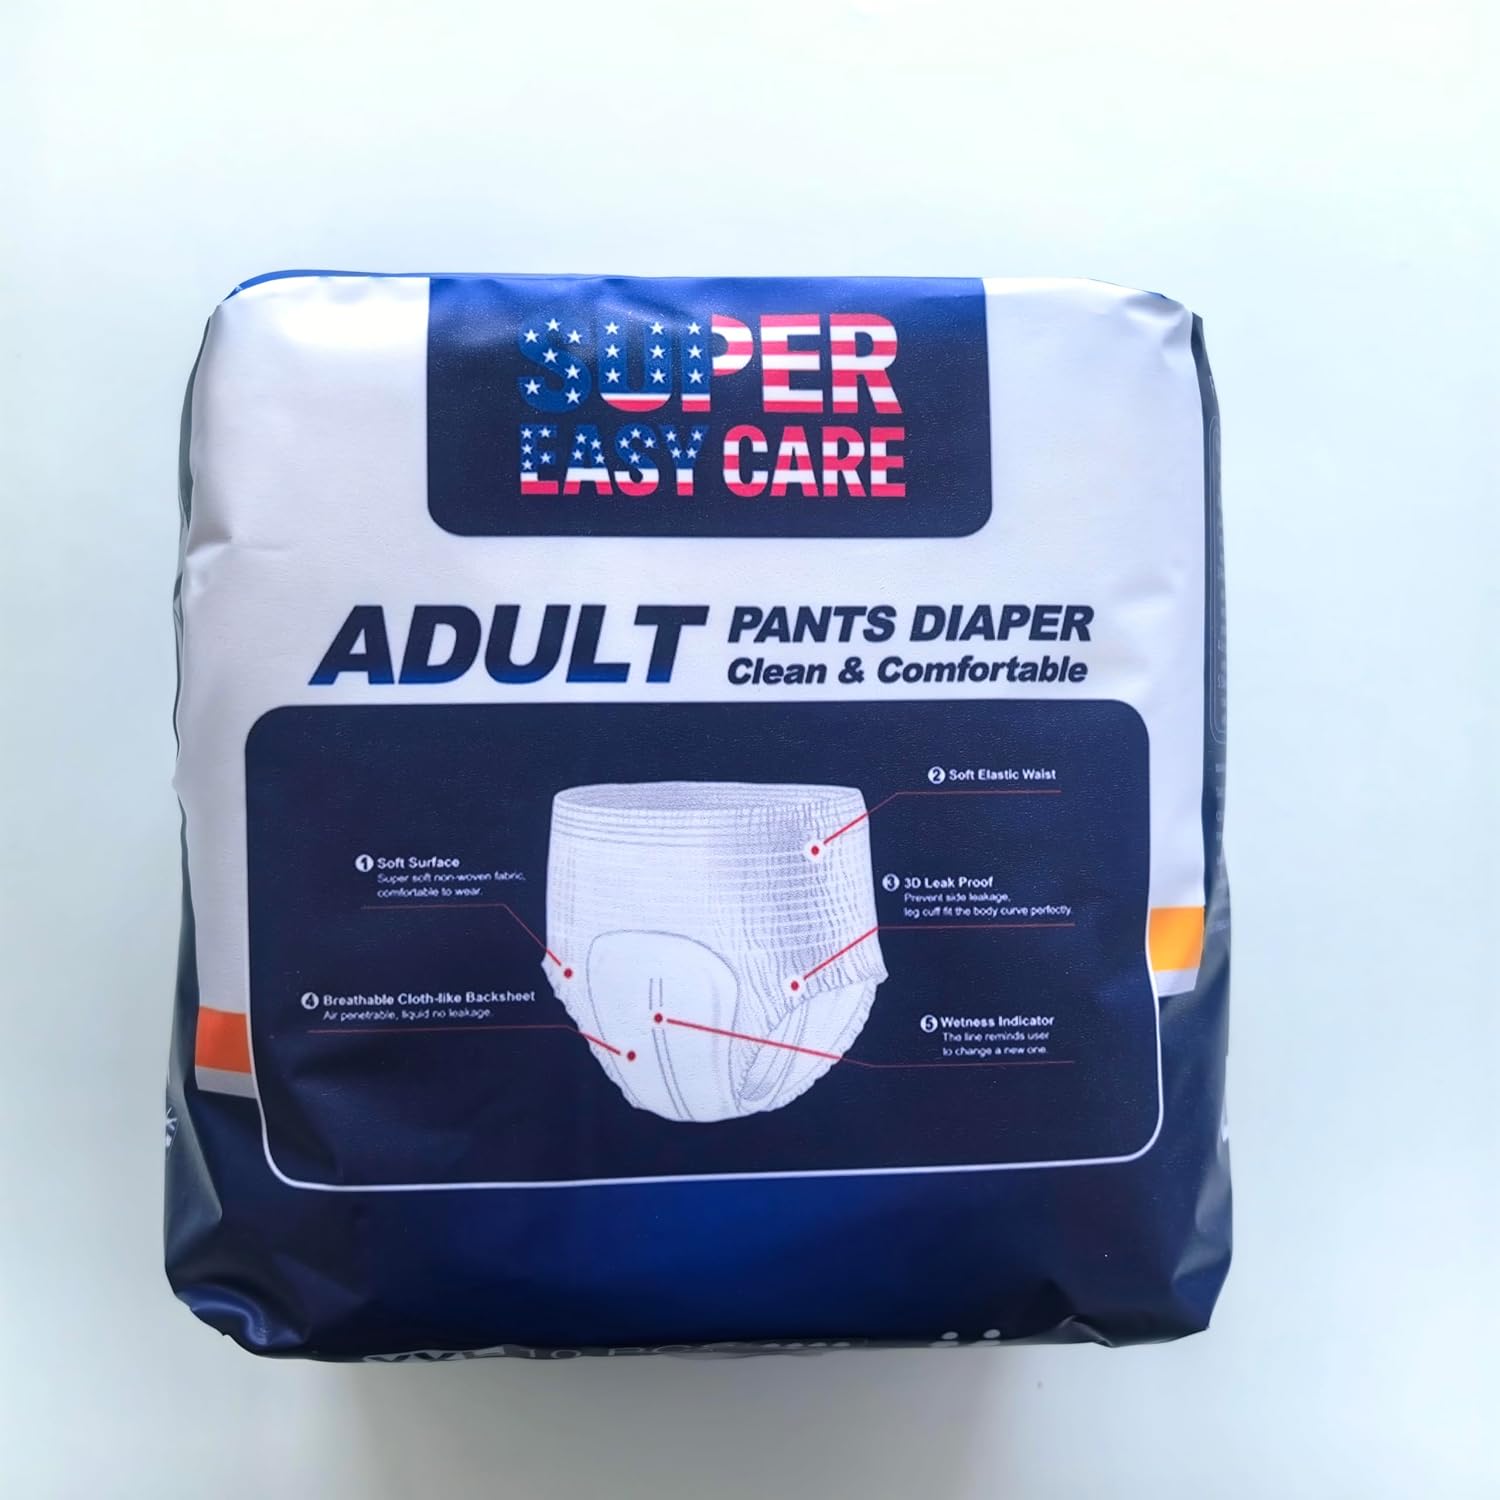 SUPER
EASY CARE
ADULT PANTS DIAPER
Clean & Comfortable
2 Soft Elastic Waist
1 Soft Surface
Super soft non-woven fabric,
comfortable to wear.
3 3D Leak Proof
Prevent side leakage,
leg cuff fit the body curve perfectly.
4 Breathable Cloth-like Backsheet
Air penetrable, liquid no leakage.
5 Wetness Indicator
The line reminds user
to change a new one.